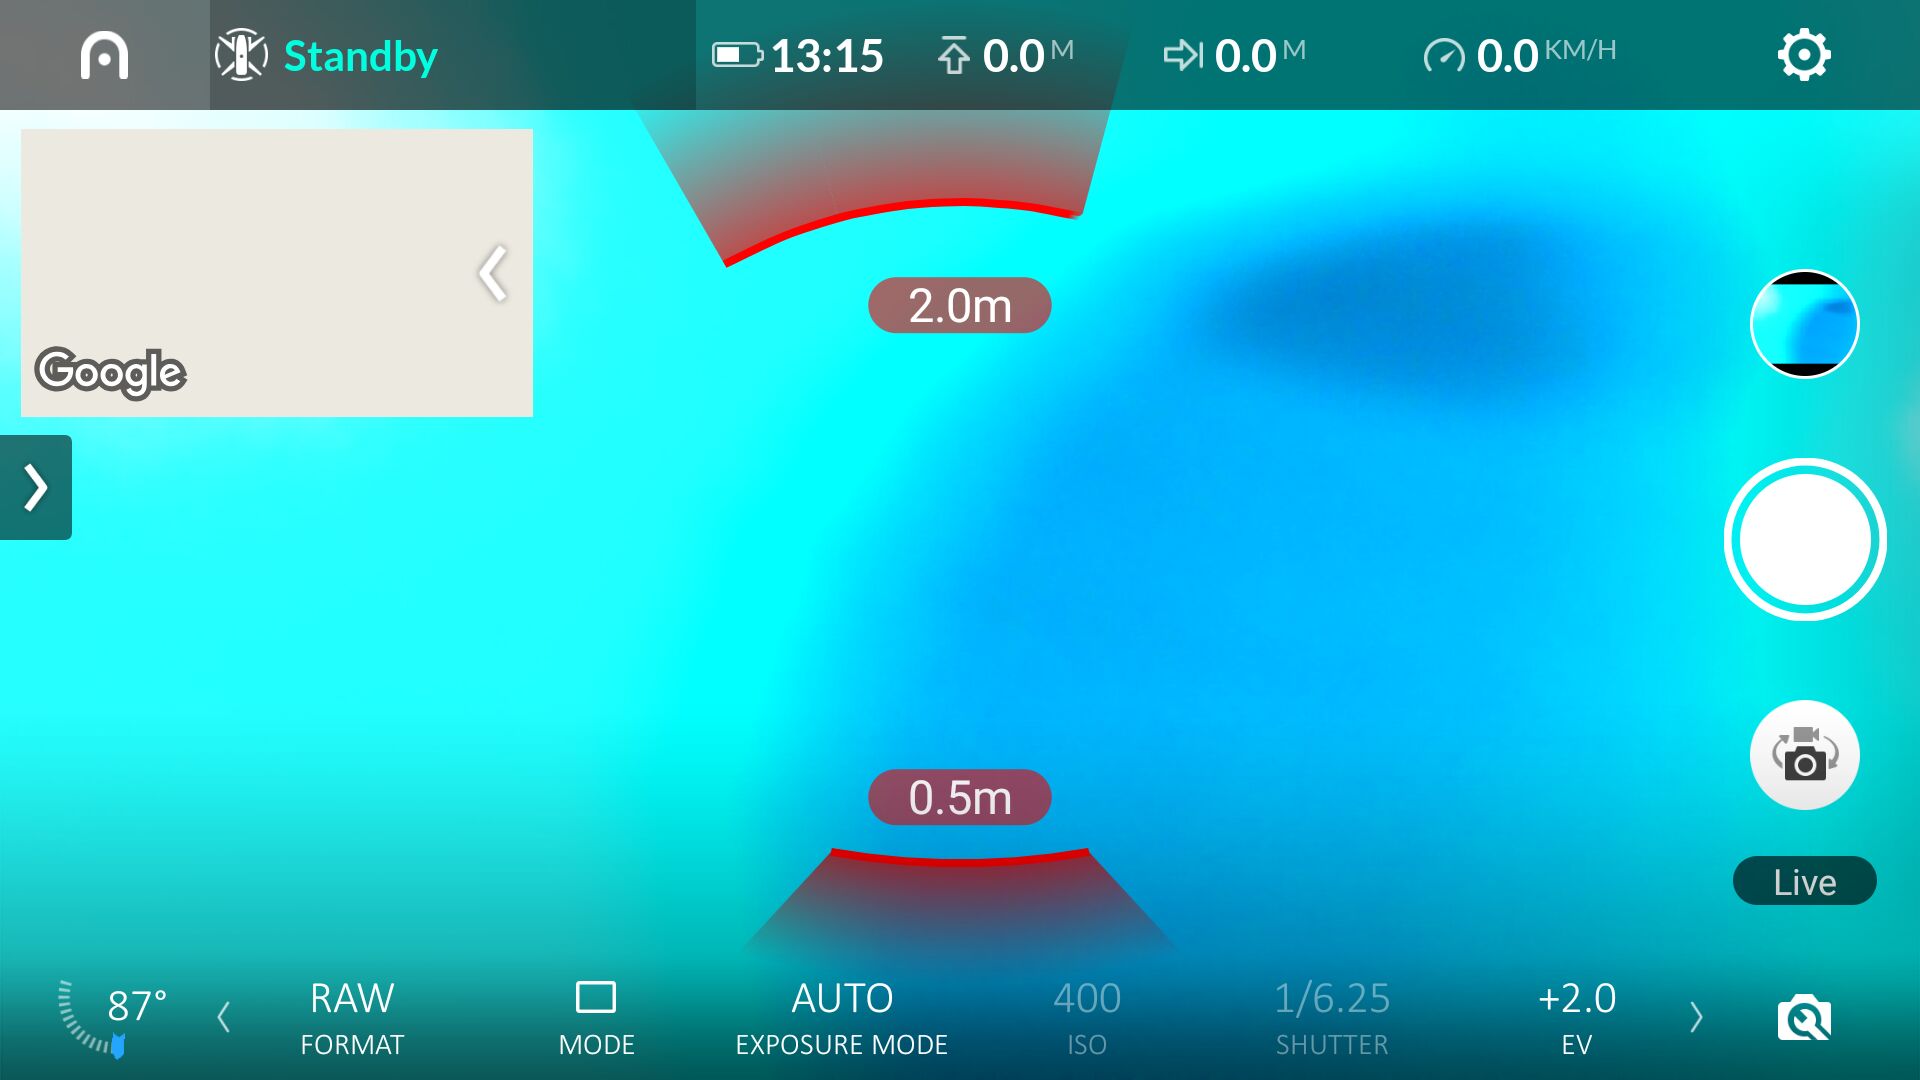 Standby
13:15
0.0 M
0.0 M
0.0 KM/H
2.0m
Google
0.5m
Live
87°
RAW
FORMAT
MODE
AUTO
EXPOSURE MODE
400
ISO
1/6.25
SHUTTER
+2.0
EV